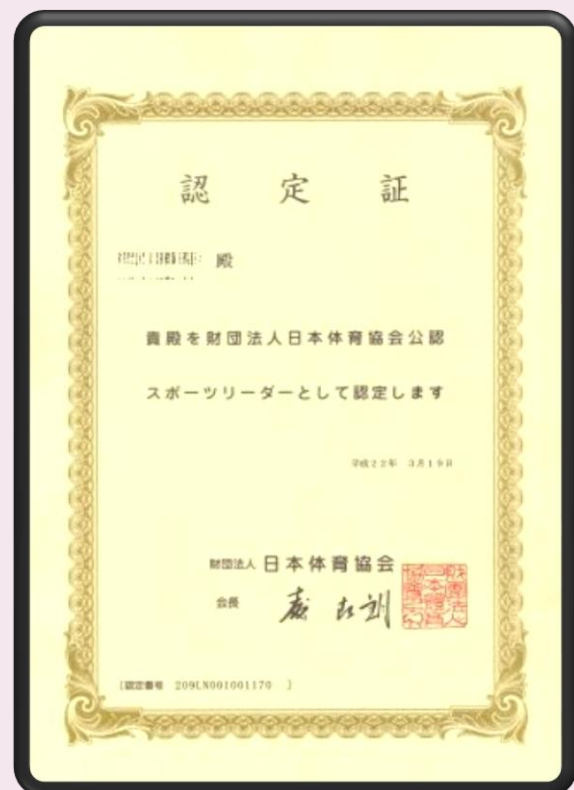 認定証
殿
貴殿を財団法人日本体育協会公認
スポーツリーダーとして認定します
平成22年 3月19日
財団法人 日本体育協会
会長
[認定番号 209LN001001170 ]